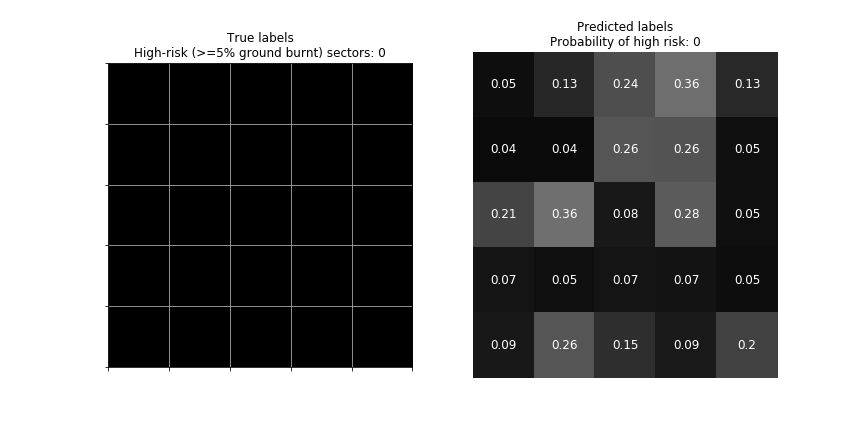 True labels
High-risk (>=5% ground burnt) sectors: 0
Predicted labels
Probability of high risk: 0
0.05 0.13 0.24 0.36 0.13
0.04 0.04 0.26 0.26 0.05
0.21 0.36 0.08 0.28 0.05
0.07 0.05 0.07 0.07 0.05
0.09 0.26 0.15 0.09 0.2